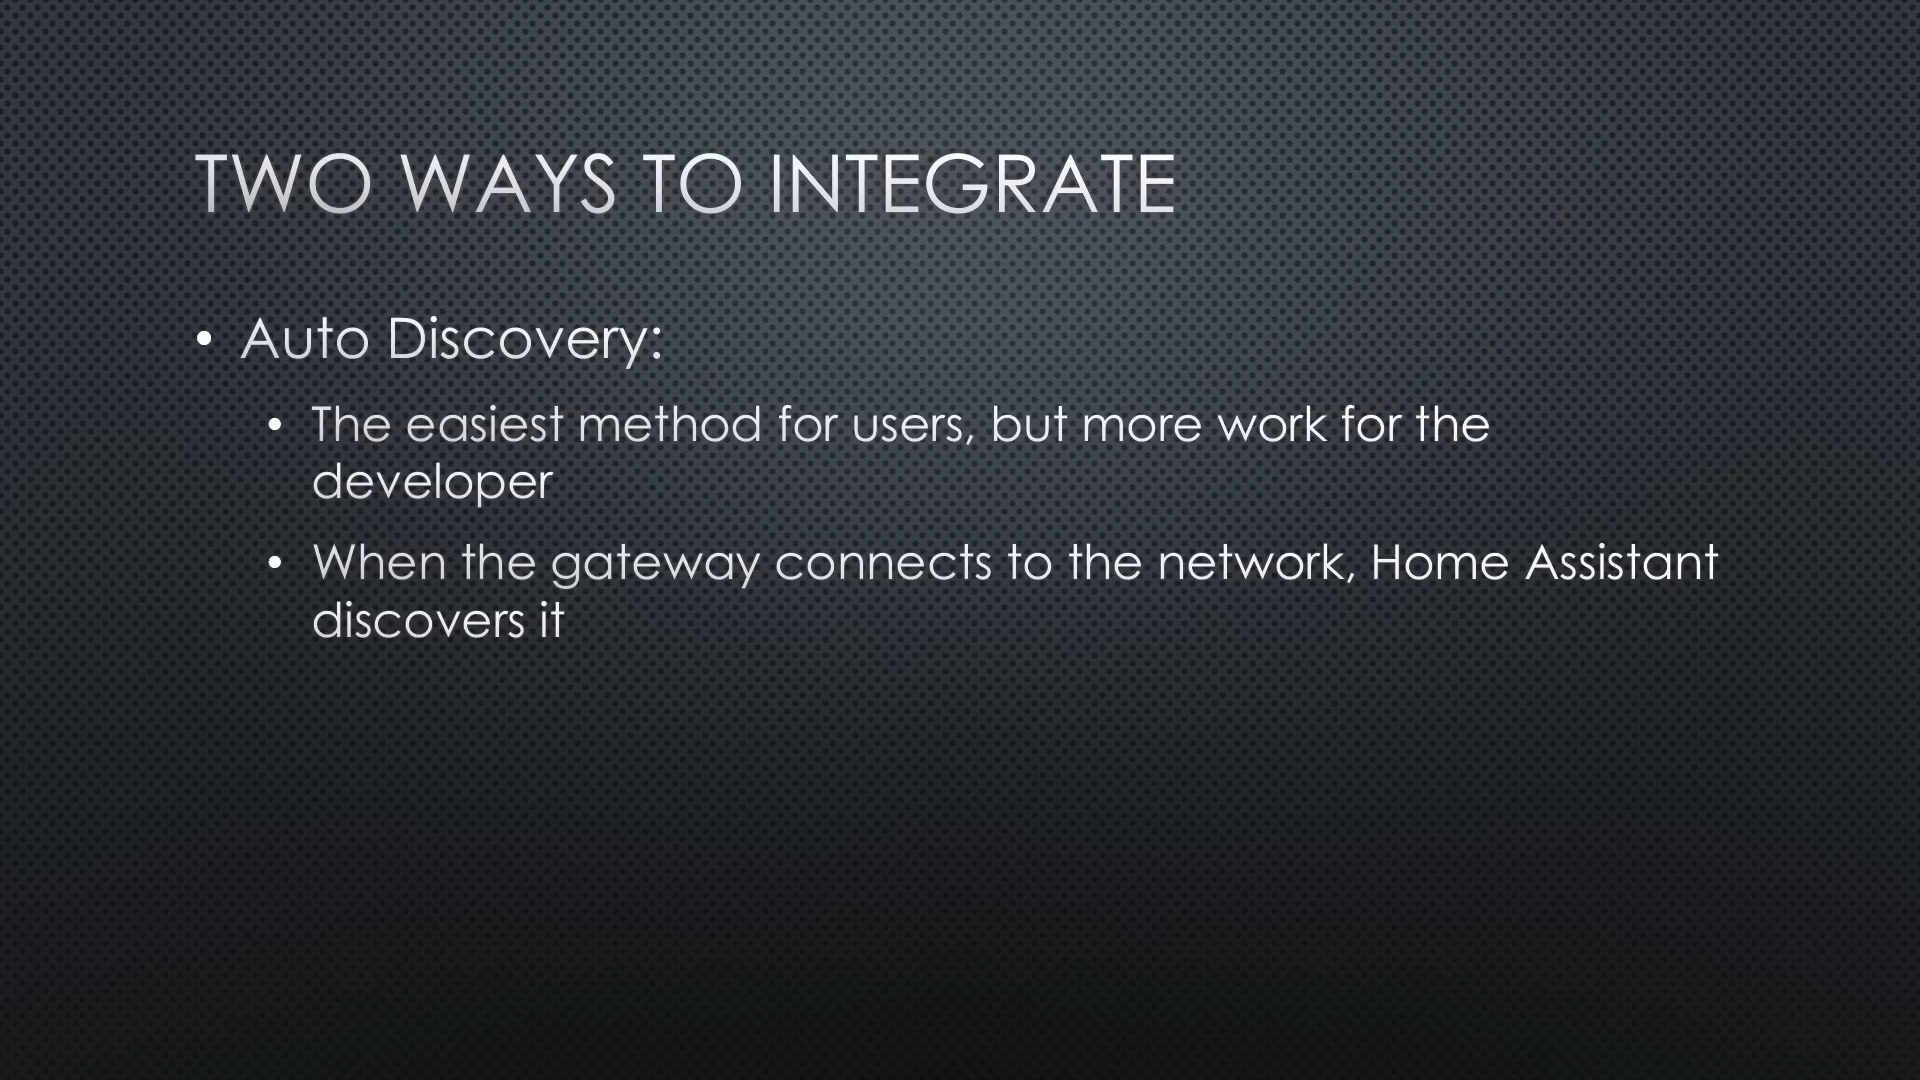 TWO WAYS TO INTEGRATE
• Auto Discovery:
• The easiest method for users, but more work for the
developer
• When the gateway connects to the network, Home Assistant
discovers it